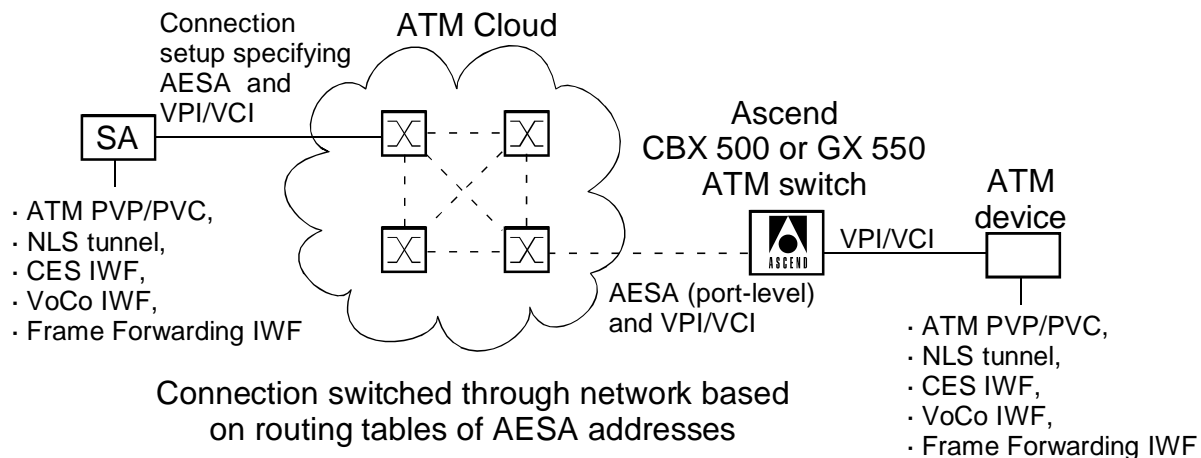 Connection
setup specifying
AESA and
VPI/VCI
ATM Cloud
SA
· ATM PVP/PVC,
· NLS tunnel,
· CES IWF,
· VoCo IWF,
· Frame Forwarding IWF
Ascend
CBX 500 or GX 550
ATM switch
ASCEND
AESA (port-level)
and VPI/VCI
VPI/VCI
ATM
device
· ATM PVP/PVC,
· NLS tunnel,
· CES IWF,
· VoCo IWF,
· Frame Forwarding IWF
Connection switched through network based
on routing tables of AESA addresses